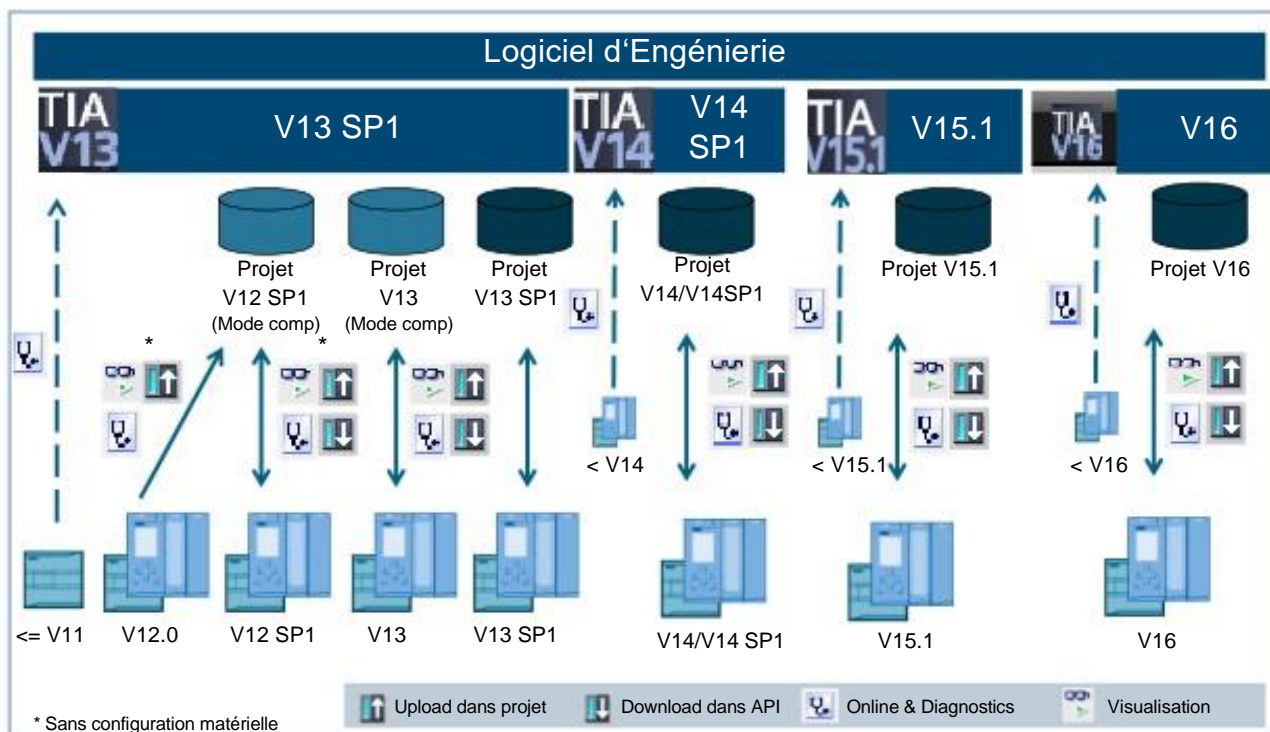 Logiciel d‘Engénierie
TIA
V13
V13 SP1
TIA
V14
V14
SP1
TIA
V15.1
V15.1
TIA
V16
V16
Projet
V12 SP1
(Mode comp)
Projet
V13
(Mode comp)
Projet
V13 SP1
Projet
V14/V14SP1
Projet V15.1
Projet V16
*
*
< V14
< V15.1
< V16
<= V11
V12.0
V12 SP1
V13
V13 SP1
V14/V14 SP1
V15.1
V16
* Sans configuration matérielle
Upload dans projet
Download dans API
Online & Diagnostics
Visualisation